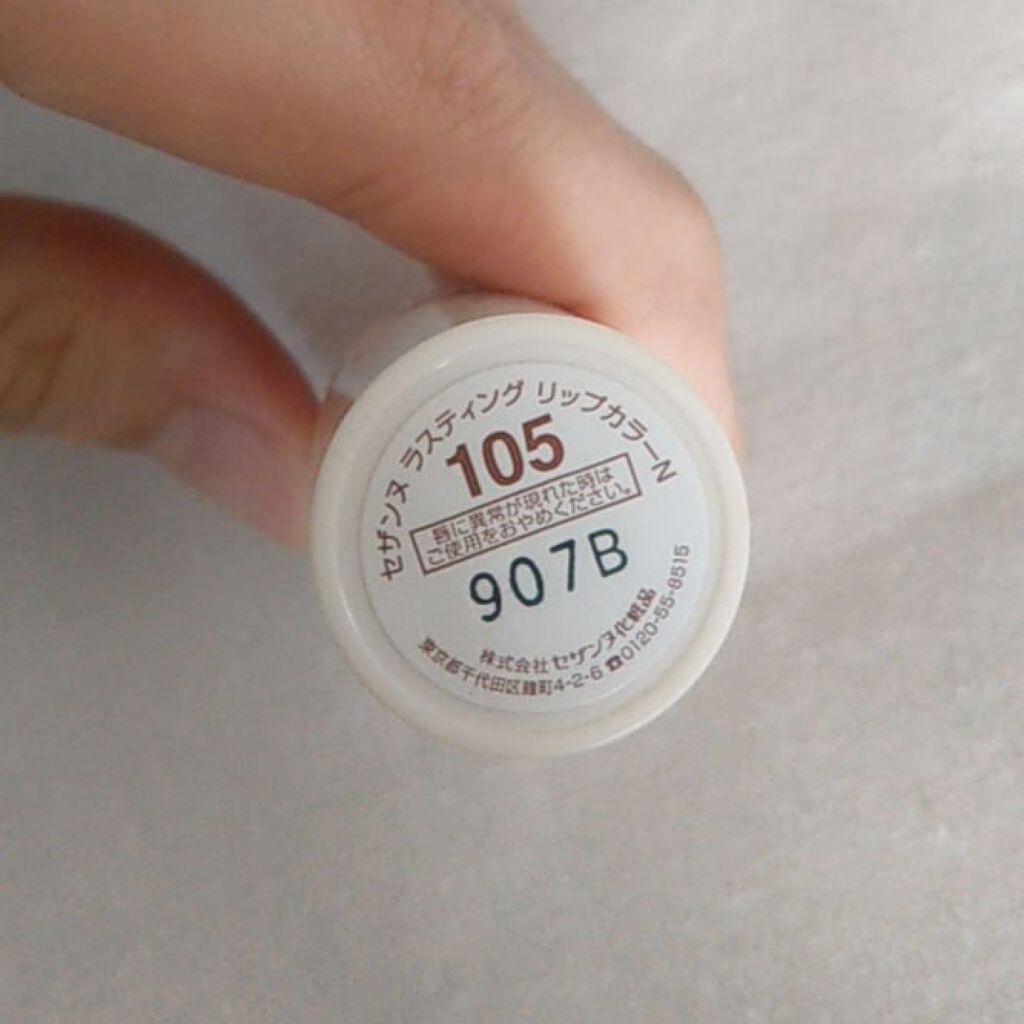 セザンヌ ラスティング リップカラーN
105
唇に異常が現れた時は
ご使用をおやめください。
907B
株式会社 セザンヌ化粧品
東京都千代田区麹町4-2-6 ☎0120-55-8515